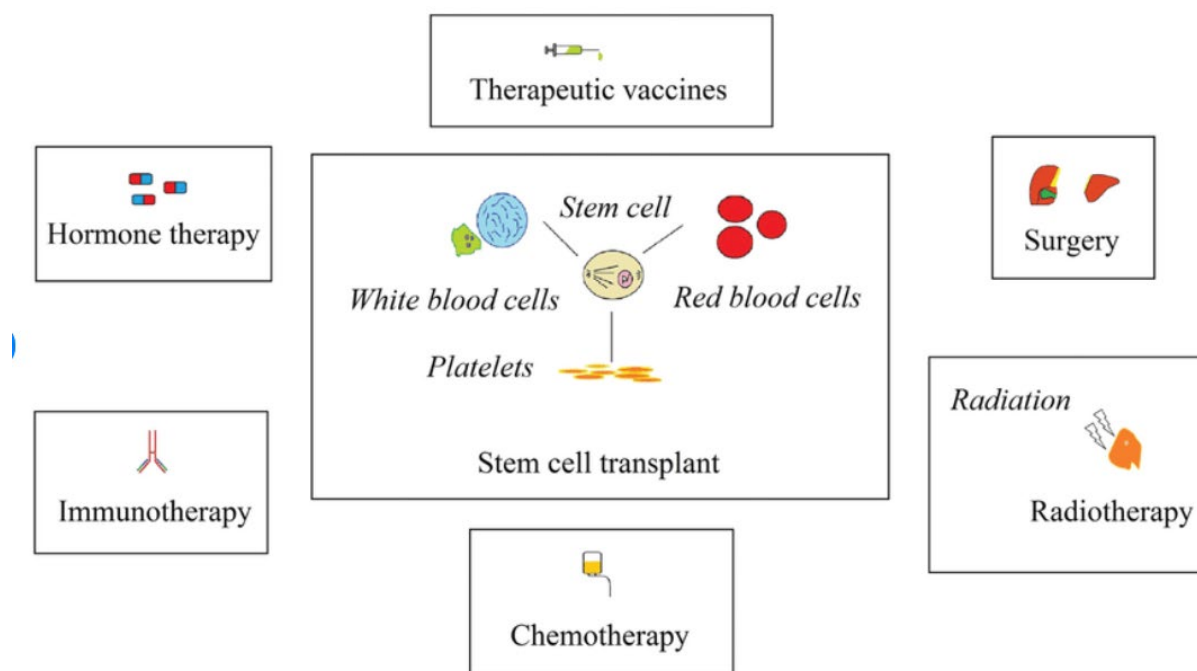 Therapeutic vaccines
Hormone therapy
Stem cell
White blood cells
Red blood cells
Platelets
Stem cell transplant
Surgery
Immunotherapy
Radiation
Radiotherapy
Chemotherapy